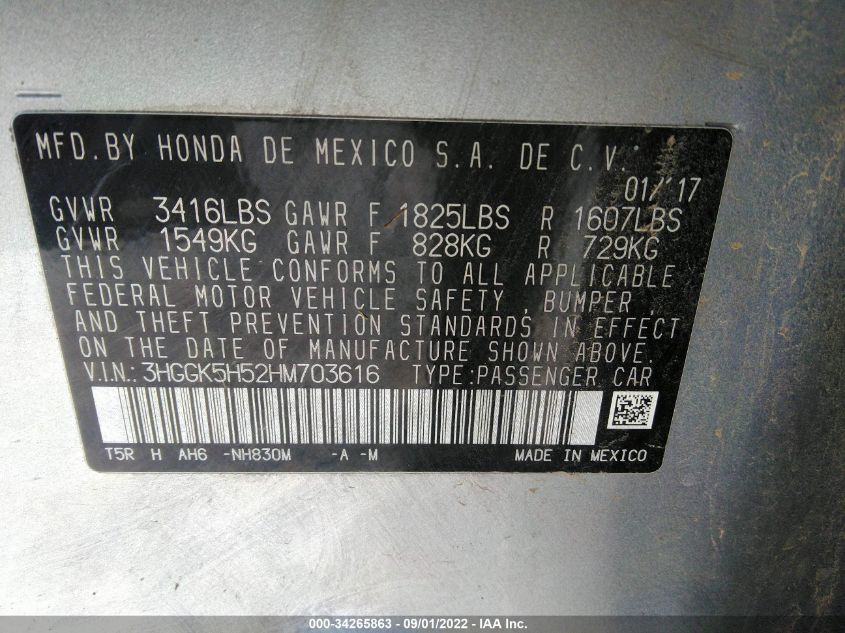 MFD.BY HONDA DE MEXICO S.A. DE C.V.
01/'17
GVWR 3416LBS GAWR F 1825LBS R 1607LBS
GVWR 1549KG GAWR F 828KG R 729KG
THIS VEHICLE CONFORMS TO ALL APPLICABLE
FEDERAL MOTOR VEHICLE SAFETY , BUMPER ,
AND THEFT PREVENTION STANDARDS IN EFFECT
ON THE DATE OF MANUFACTURE SHOWN ABOVE.
V.I.N.: 3HGGK5H52HM703616 TYPE:PASSENGER CAR
T5R H AH6 -NH830M -A -M MADE IN MEXICO
000-34265863 - 09/01/2022 - IAA Inc.